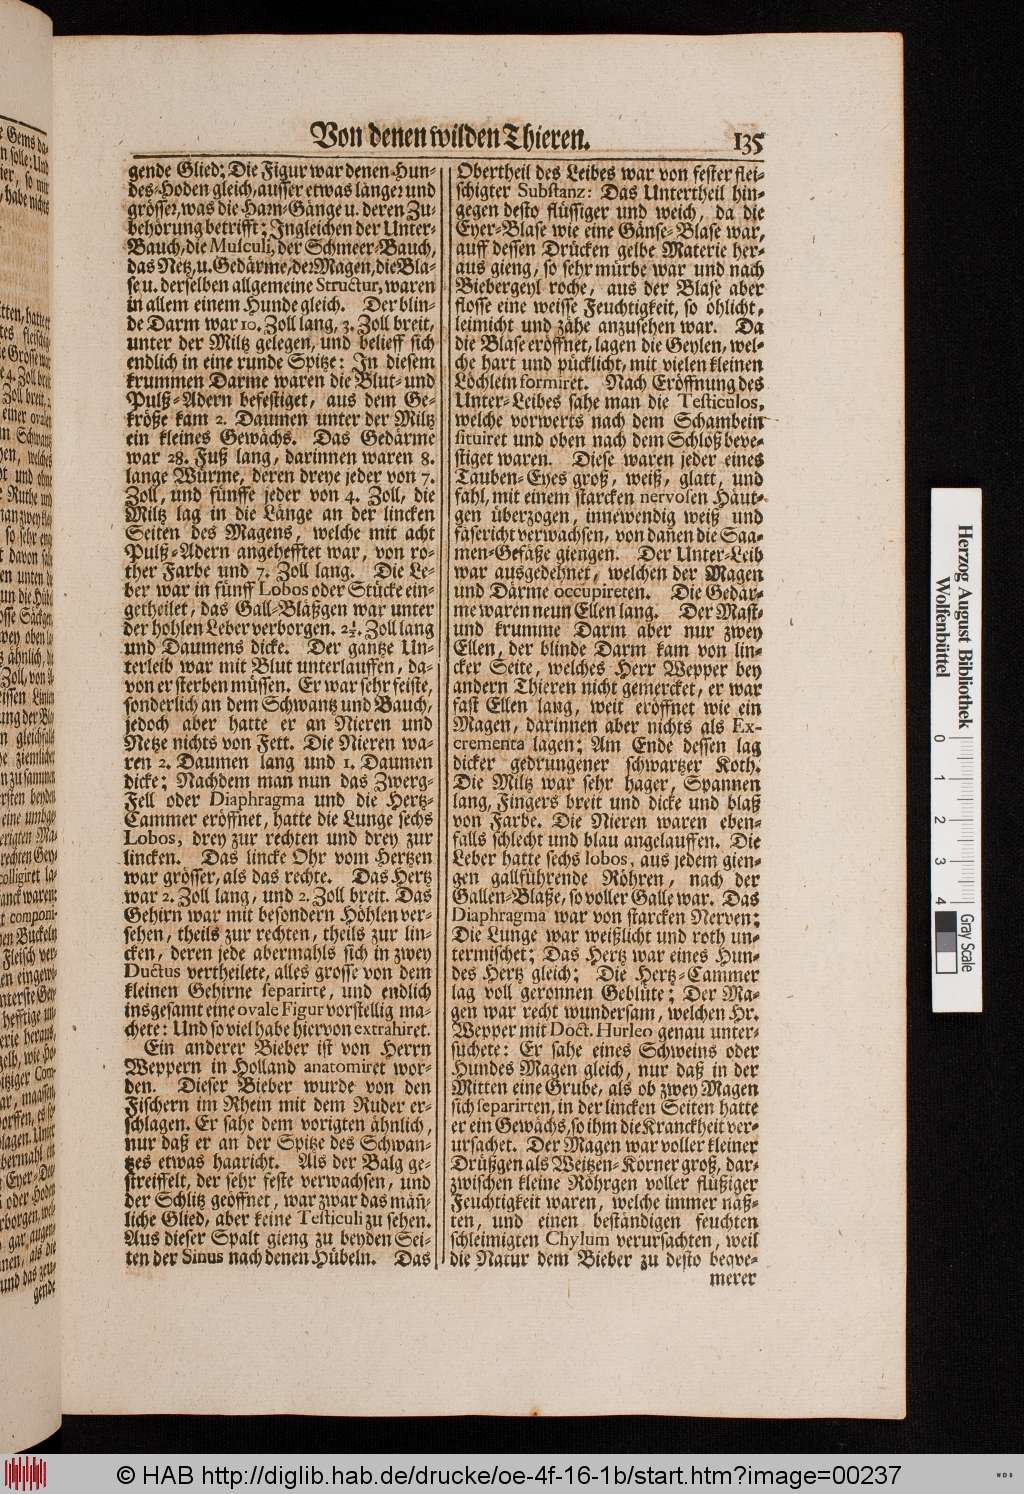 Von denen wilden Thieren. 135
gende Glied: Die Figur war denen Hun-
des-Hoden gleich, ausser etwas länger und
grösser, was die Harn-Gänge u. deren Zu-
behörung betrifft; Ingleichen der Unter-
Bauch, die Musculi, der Schmeer-Bauch,
das Netz, u. Gedärme, der Magen, die Bla-
se u. derselben allgemeine Structur, waren
in allem einem Hunde gleich. Der blin-
de Darm war 10. Zoll lang, 3. Zoll breit,
unter der Miltz gelegen, und belieff sich
endlich in eine runde Spitze: In diesem
krummen Darme waren die Blut- und
Pulß-Adern befestiget, aus dem Ge-
kröße kam 2. Daumen unter der Miltz
ein kleines Gewächs. Das Gedärme
war 28. Fuß lang, darinnen waren 8.
lange Würme, deren dreye jeder von 7.
Zoll, und fünffe jeder von 4. Zoll, die
Miltz lag in die Länge an der lincken
Seiten des Magens, welche mit acht
Pulß-Adern angehefftet war, von ro-
ther Farbe und 7. Zoll lang. Die Le-
ber war in fünff Lobos oder Stücke ein-
getheilet, das Gall-Bläßgen war unter
der hohlen Leber verborgen. 2½. Zoll lang
und Daumens dicke. Der gantze Un-
terleib war mit Blut unterlauffen, da-
von er sterben müssen. Er war sehr feiste,
sonderlich an dem Schwantz und Bauch,
jedoch aber hatte er an Nieren und
Netze nichts von Fett. Die Nieren wa-
ren 2. Daumen lang und 1. Daumen
dicke; Nachdem man nun das Zwerg-
Fell oder Diaphragma und die Hertz-
Cammer eröffnet, hatte die Lunge sechs
Lobos, drey zur rechten und drey zur
lincken. Das lincke Ohr vom Hertzen
war grösser, als das rechte. Das Hertz
war 2. Zoll lang, und 2. Zoll breit. Das
Gehirn war mit besondern Höhlen ver-
sehen, theils zur rechten, theils zur lin-
cken, deren jede abermahls sich in zwey
Ductus vertheilete, alles grosse von dem
kleinen Gehirne separirte, und endlich
insgesamt eine ovale Figur vorstellig ma-
chete: Und so viel habe hiervon extrahiret.
Ein anderer Bieber ist von Herrn
Weppern in Holland anatomiret wor-
den. Dieser Bieber wurde von den
Fischern im Rhein mit dem Ruder er-
schlagen. Er sahe dem vorigten ähnlich,
nur daß er an der Spitze des Schwan-
tzes etwas haaricht. Als der Balg ge-
streiffelt, der sehr feste verwachsen, und
der Schlitz geöffnet, war zwar das män-
liche Glied, aber keine Testiculi zu sehen.
Aus dieser Spalt gieng zu beyden Sei-
ten der Sinus nach denen Hübeln. Das
Obertheil des Leibes war von fester flei-
schigter Substanz: Das Untertheil hin-
gegen desto flüssiger und weich, da die
Eyer-Blase wie eine Gänse-Blase war,
auff dessen Drücken gelbe Materie her-
aus gieng, so sehr mürbe war und nach
Biebergeyl roche, aus der Blase aber
flosse eine weisse Feuchtigkeit, so öhlicht,
leimicht und zähe anzusehen war. Da
die Blase eröffnet, lagen die Geylen, wel-
che hart und pücklicht, mit vielen kleinen
Löchlein formiret. Nach Eröffnung des
Unter-Leibes sahe man die Testiculos,
welche vorwerts nach dem Schambein
situiret und oben nach dem Schloß beve-
stiget waren. Diese waren jeder eines
Tauben-Eyes groß, weiß, glatt, und
fahl, mit einem starcken nervosen Häut-
gen überzogen, innewendig weiß und
fäsericht verwachsen, von danen die Saa-
men-Gefäße giengen. Der Unter-Leib
war ausgedehnet, welchen der Magen
und Därme occupireten. Die Gedär-
me waren neun Ellen lang. Der Mast-
und krumme Darm aber nur zwey
Ellen, der blinde Darm kam von lin-
cker Seite, welches Herr Wepper bey
andern Thieren nicht gemercket, er war
fast Ellen lang, weit eröffnet wie ein
Magen, darinnen aber nichts als Ex-
crementa lagen; Am Ende dessen lag
dicker gedrungener schwartzer Koth.
Die Miltz war sehr hager, Spannen
lang, Fingers breit und dicke und blaß
von Farbe. Die Nieren waren eben-
falls schlecht und blau angelauffen. Die
Leber hatte sechs lobos, aus jedem gien-
gen gallführende Röhren, nach der
Gallen-Blaße, so voller Galle war. Das
Diaphragma war von starcken Nerven;
Die Lunge war weißlicht und roth un-
termischet; Das Hertz war eines Hun-
des Hertz gleich; Die Hertz-Cammer
lag voll geronnen Geblüte; Der Ma-
gen war recht wundersam, welchen Hr.
Wepper mit Doct. Hurleo genau unter-
suchete: Er sahe eines Schweins oder
Hundes Magen gleich, nur daß in der
Mitten eine Grube, als ob zwey Magen
sich separirten, in der lincken Seiten hatte
er ein Gewächs, so ihm die Kranckheit ver-
ursachet. Der Magen war voller kleiner
Drüßgen als Weitzen-Körner groß, dar-
zwischen kleine Röhrgen voller flüßiger
Feuchtigkeit waren, welche immer näß-
ten, und einen beständigen feuchten
schleimigten Chylum verursachten, weil
die Natur dem Bieber zu desto beqve-
merer
Herzog August Bibliothek
Wolfenbüttel
0 1 2 3 4
Gray Scale
© HAB http://diglib.hab.de/drucke/oe-4f-16-1b/start.htm?image=00237